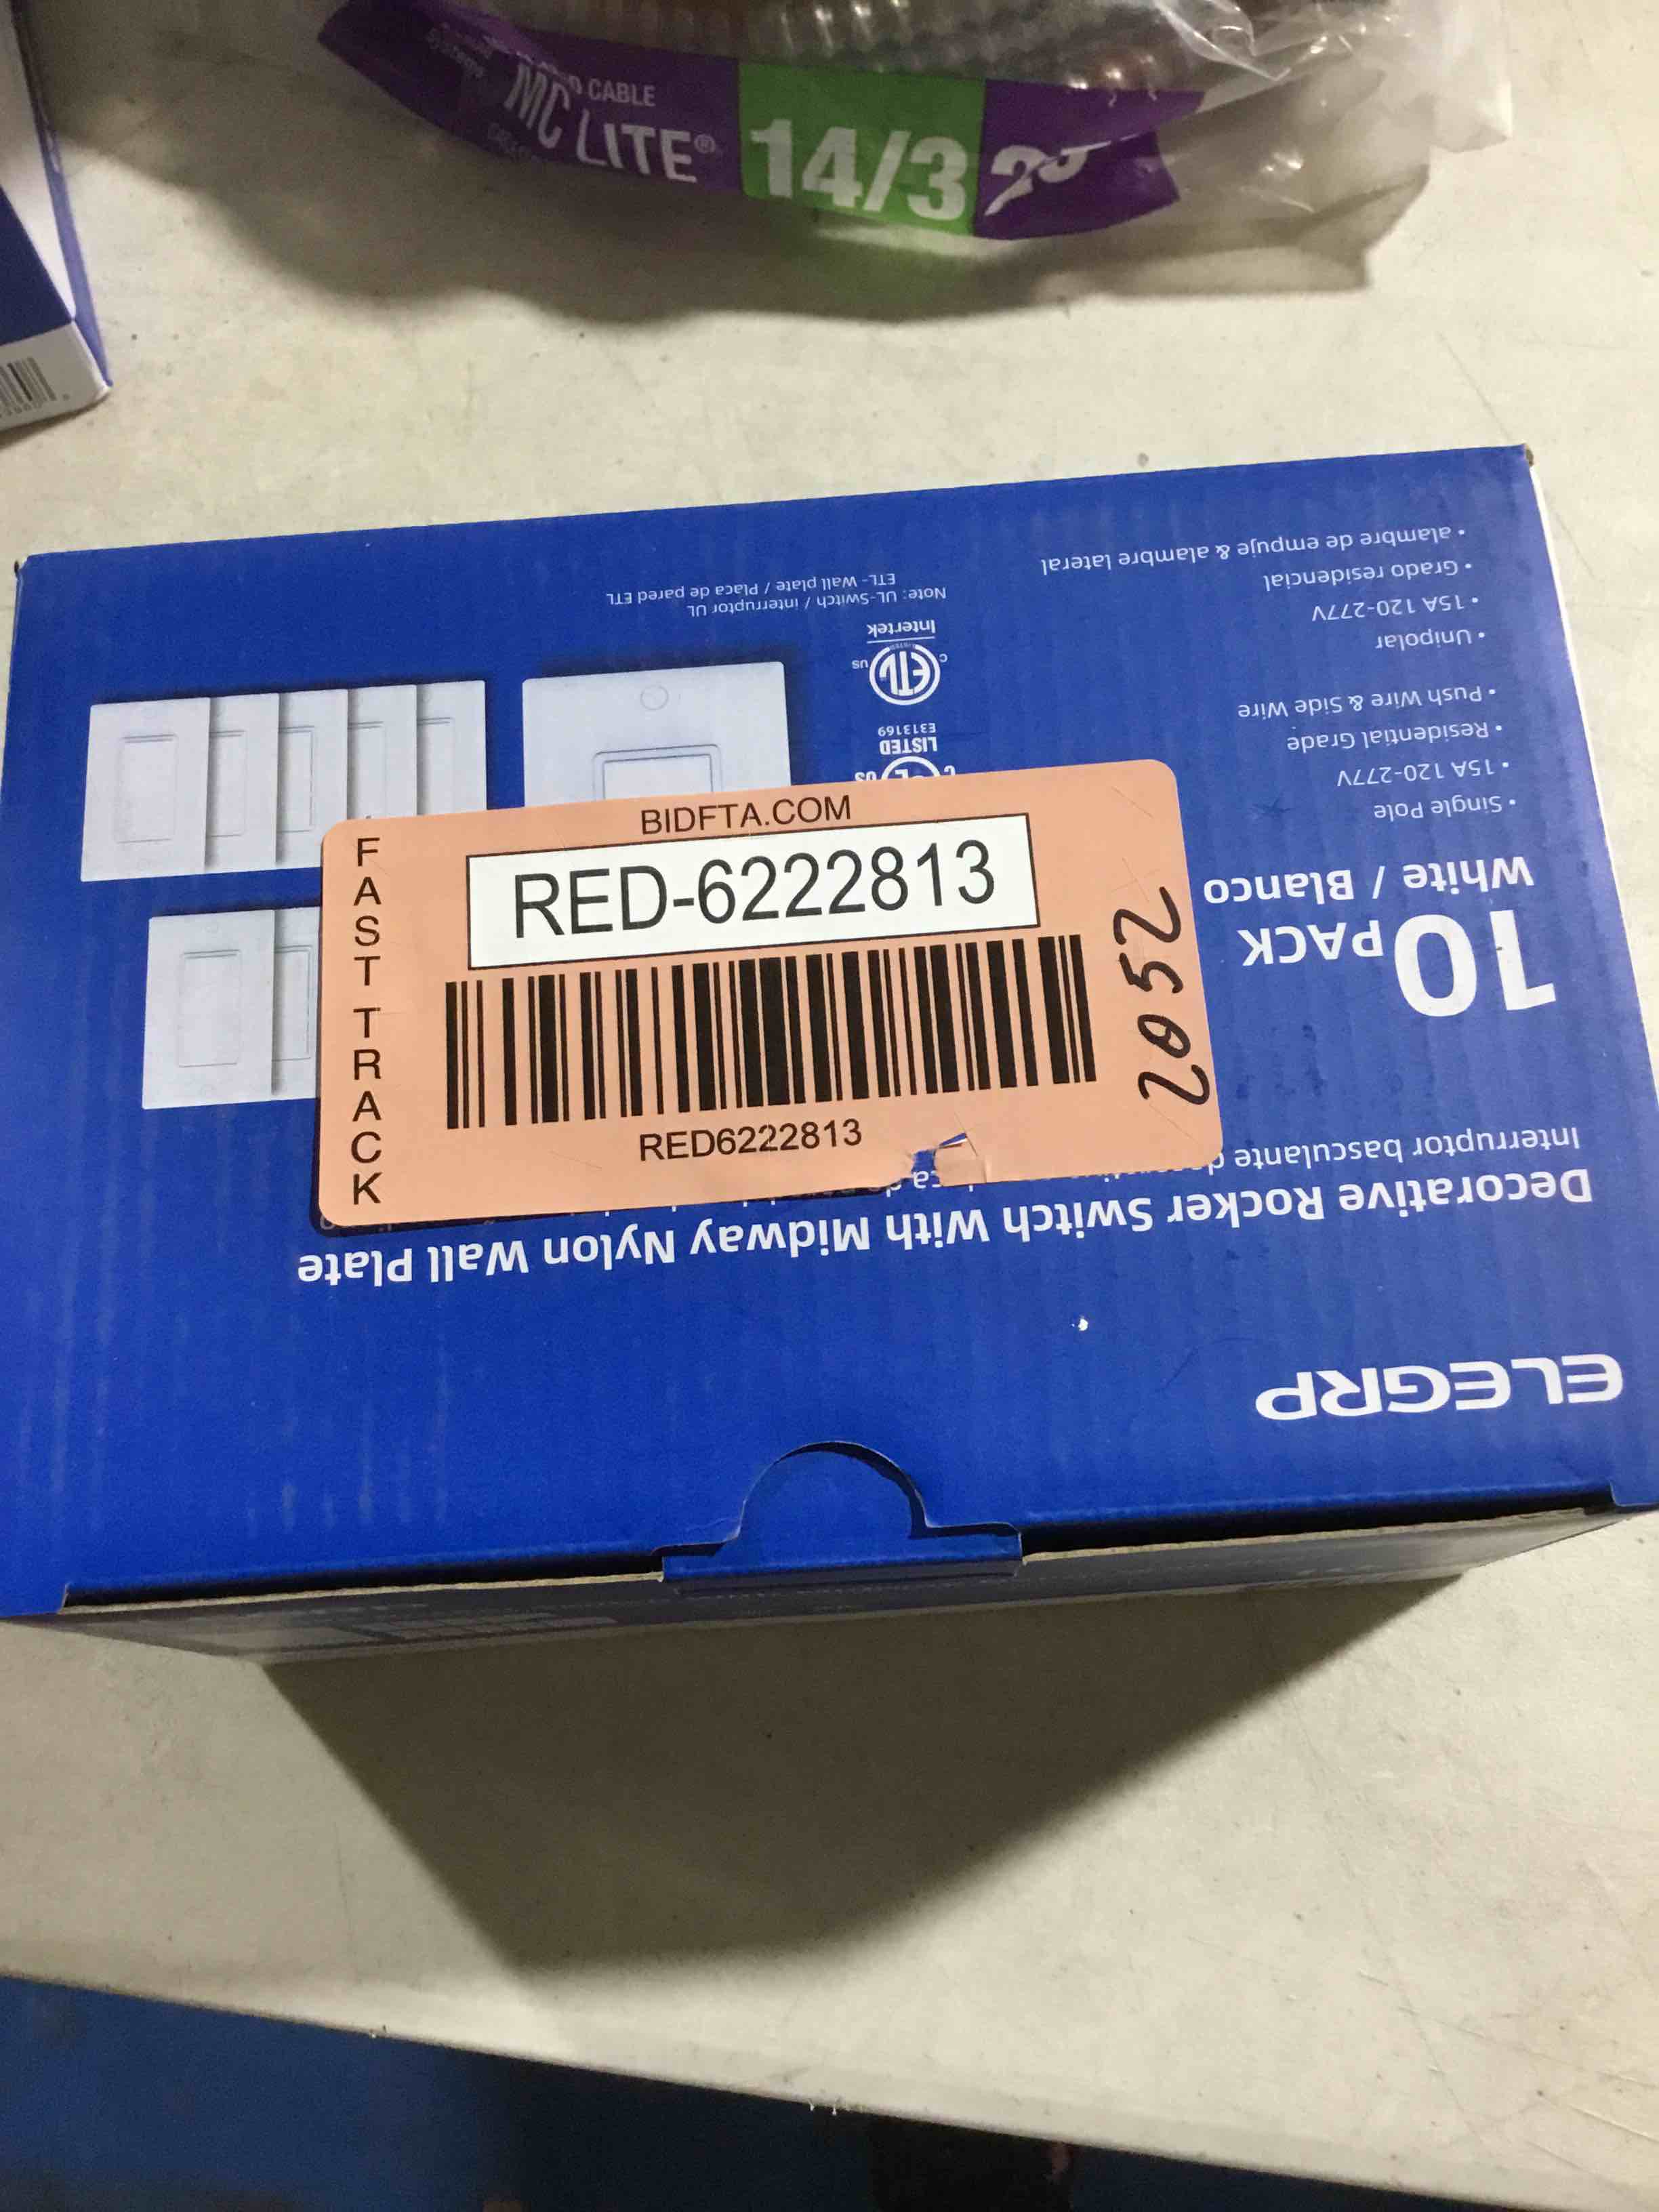 CABLE
MC LITE®
14/3
BIDFTA.COM
RED-6222813
FAST TRACK
RED6222813
2052
ELEGRP
Decorative Rocker Switch With Midway Nylon Wall Plate
Interruptor basculante
10 PACK
White / Blanco
• Single Pole
• 15A 120-277V
• Residential Grade
• Push Wire & Side Wire
• Unipolar
• 15A 120-277V
• Grado residencial
• alambre de empuje & alambre lateral
LISTED
E313169
C ETL US
LISTED
Intertek
Note: UL-Switch / interruptor UL
ETL- Wall plate / Placa de pared ETL